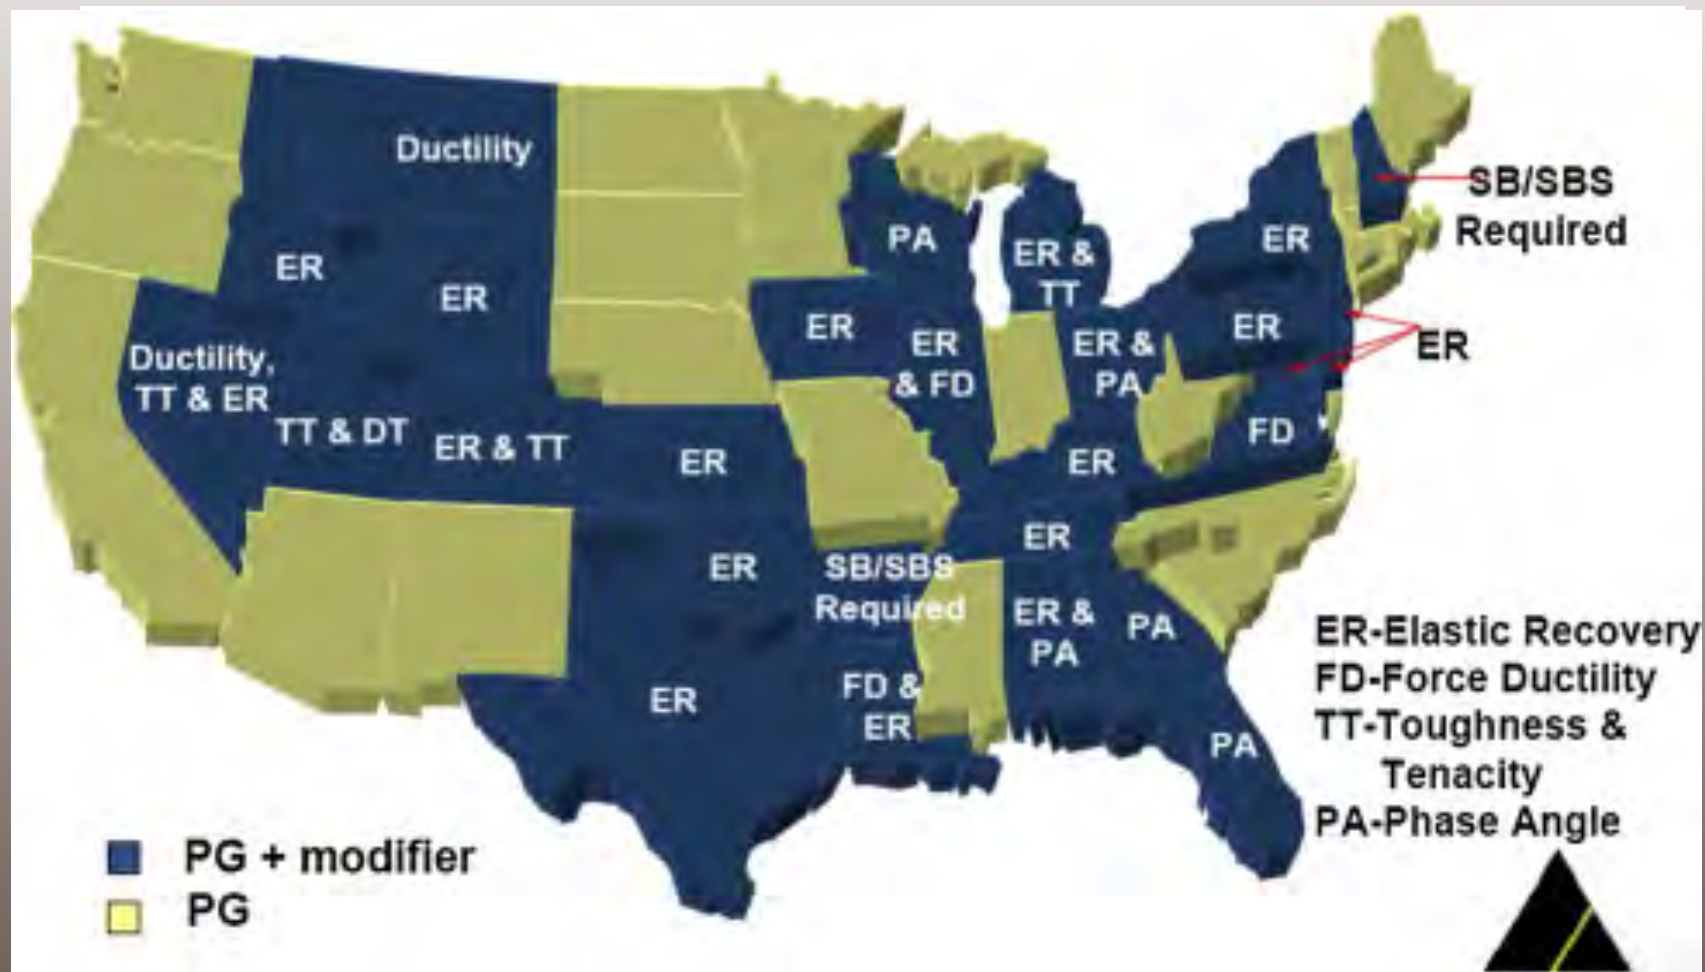 Ductility
SB/SBS
Required
PA
ER &
TT
ER
ER
ER
ER
ER
& FD
ER &
PA
ER
ER
Ductility,
TT & ER
TT & DT
ER & TT
ER
ER
FD
ER
ER
SB/SBS
Required
ER &
PA
PA
FD &
ER
ER
PA
ER-Elastic Recovery
FD-Force Ductility
TT-Toughness &
Tenacity
PA-Phase Angle
PG + modifier
PG